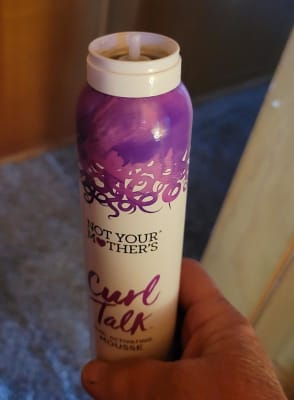 NOT YOUR
MOTHER'S
Curl
Talk
ACTIVATING
MOUSSE